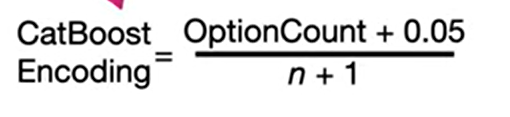 CatBoost
Encoding
=
OptionCount + 0.05
n + 1